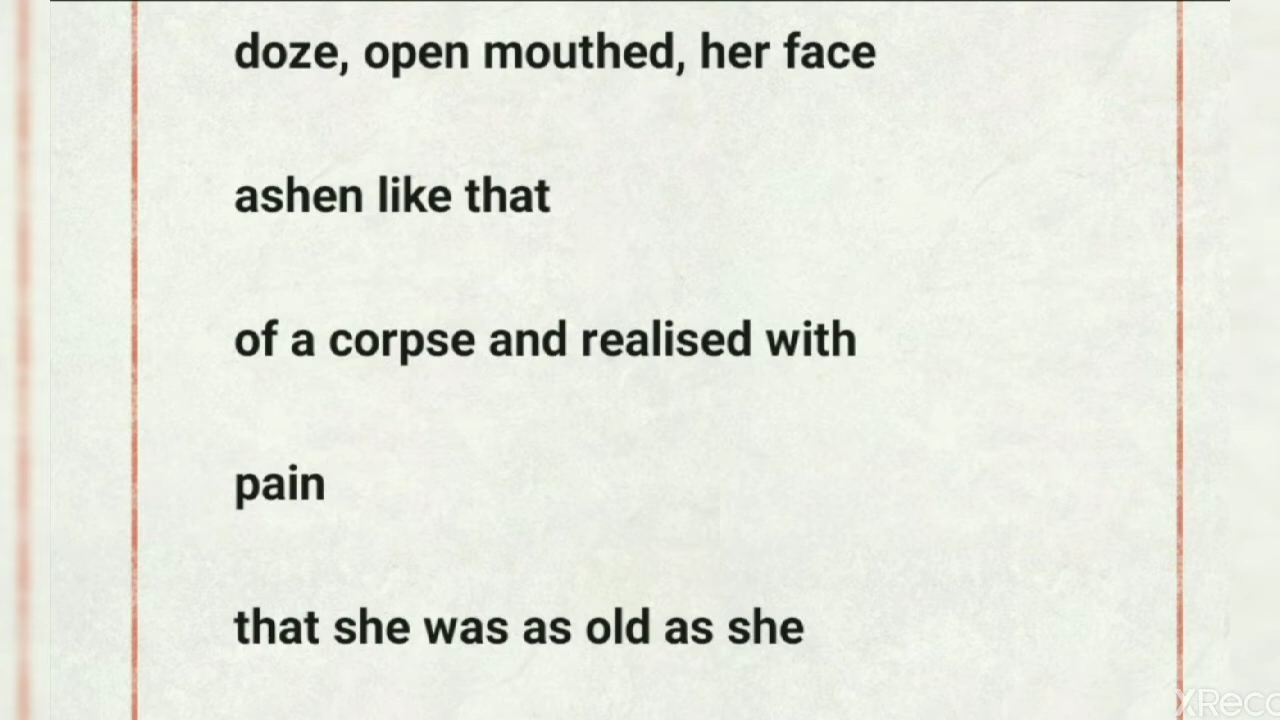 doze, open mouthed, her face
ashen like that
of a corpse and realised with
pain
that she was as old as she
XReco